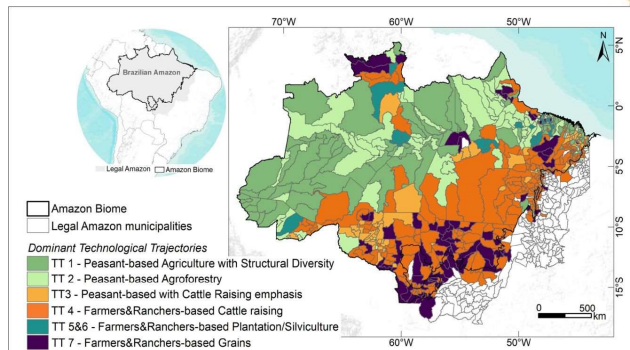 70°W 60°W 50°W
5°N
N
0°
5°S
10°S
15°S
Brazilian Amazon
Legal Amazon Amazon Biome
Amazon Biome
Legal Amazon municipalities
Dominant Technological Trajectories
TT 1 - Peasant-based Agriculture with Structural Diversity
TT 2 - Peasant-based Agroforestry
TT3 - Peasant-based with Cattle Raising emphasis
TT 4 - Farmers&Ranchers-based Cattle raising
TT 5&6 - Farmers&Ranchers-based Plantation/Silviculture
TT 7 - Farmers&Ranchers-based Grains
0 500
km
70°W 60°W 50°W